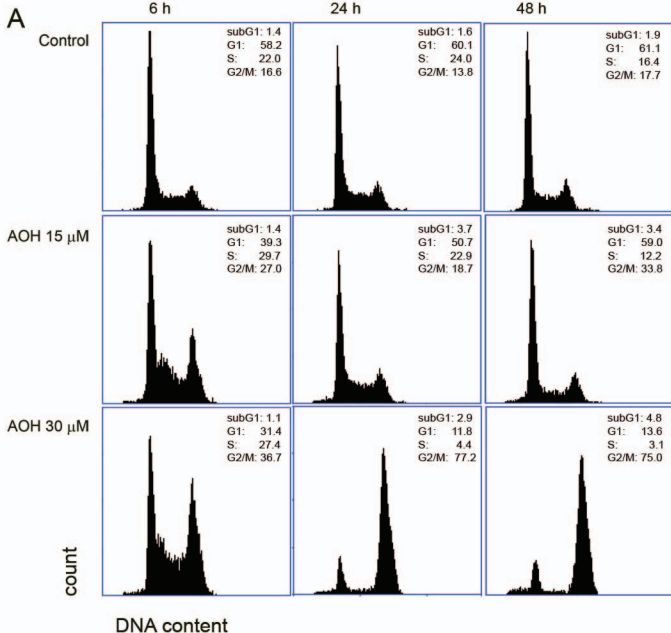 A
6 h
24 h
48 h
Control
subG1: 1.4
G1: 58.2
S: 22.0
G2/M: 16.6
subG1: 1.6
G1: 60.1
S: 24.0
G2/M: 13.8
subG1: 1.9
G1: 61.1
S: 16.4
G2/M: 17.7
AOH 15 μM
subG1: 1.4
G1: 39.3
S: 29.7
G2/M: 27.0
subG1: 3.7
G1: 50.7
S: 22.9
G2/M: 18.7
subG1: 3.4
G1: 59.0
S: 12.2
G2/M: 33.8
AOH 30 μM
subG1: 1.1
G1: 31.4
S: 27.4
G2/M: 36.7
subG1: 2.9
G1: 11.8
S: 4.4
G2/M: 77.2
subG1: 4.8
G1: 13.6
S: 3.1
G2/M: 75.0
count
DNA content